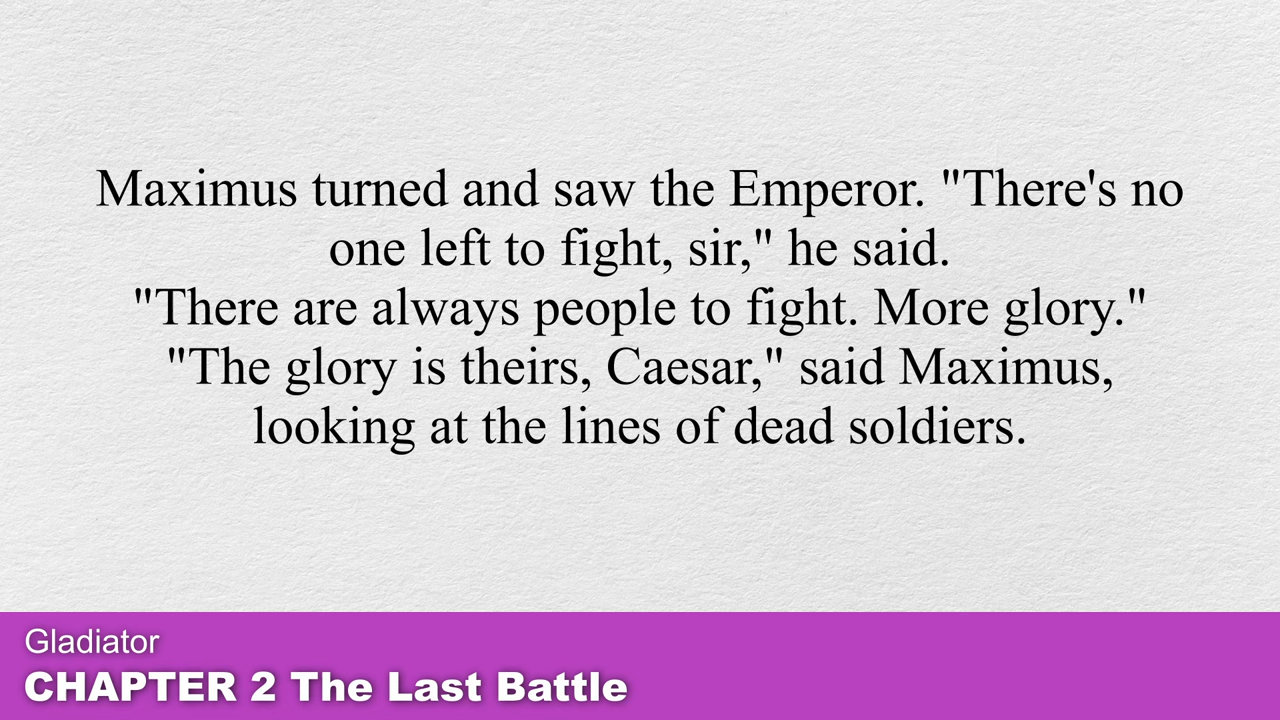 Maximus turned and saw the Emperor. "There's no
one left to fight, sir," he said.
"There are always people to fight. More glory."
"The glory is theirs, Caesar," said Maximus,
looking at the lines of dead soldiers.
Gladiator
CHAPTER 2 The Last Battle